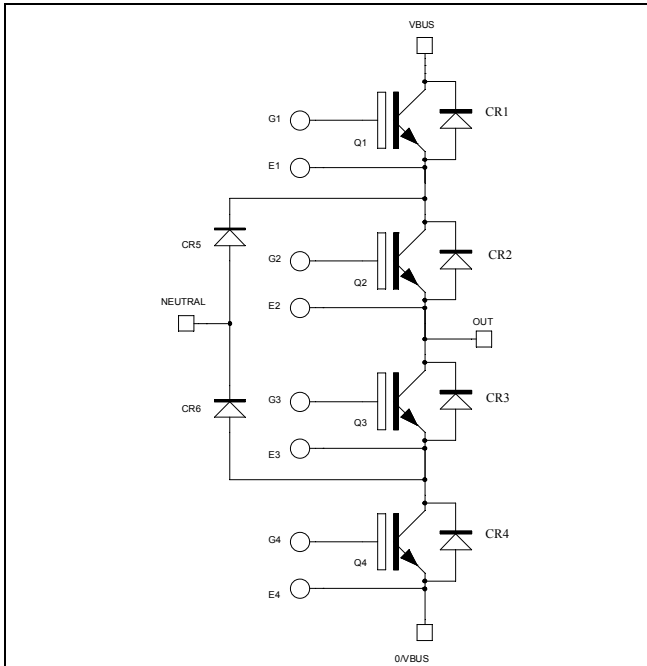 VBUS
CR1
G1
Q1
E1
CR5
CR2
G2
Q2
NEUTRAL
E2
OUT
CR6
G3
CR3
Q3
E3
G4
CR4
Q4
E4
0/VBUS